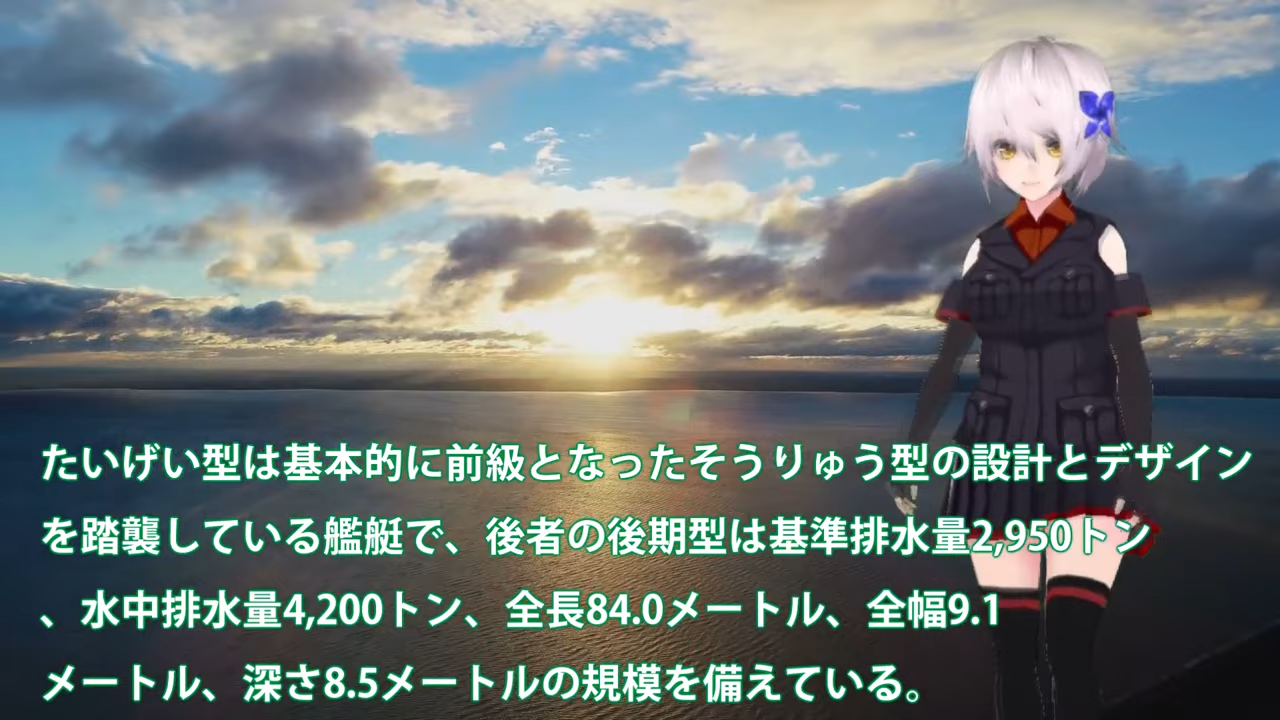 たいげい型は基本的に前級となったそうりゅう型の設計とデザイン
を踏襲している艦艇で、後者の後期型は基準排水量2,950トン
、水中排水量4,200トン、全長84.0メートル、全幅9.1
メートル、深さ8.5メートルの規模を備えている。